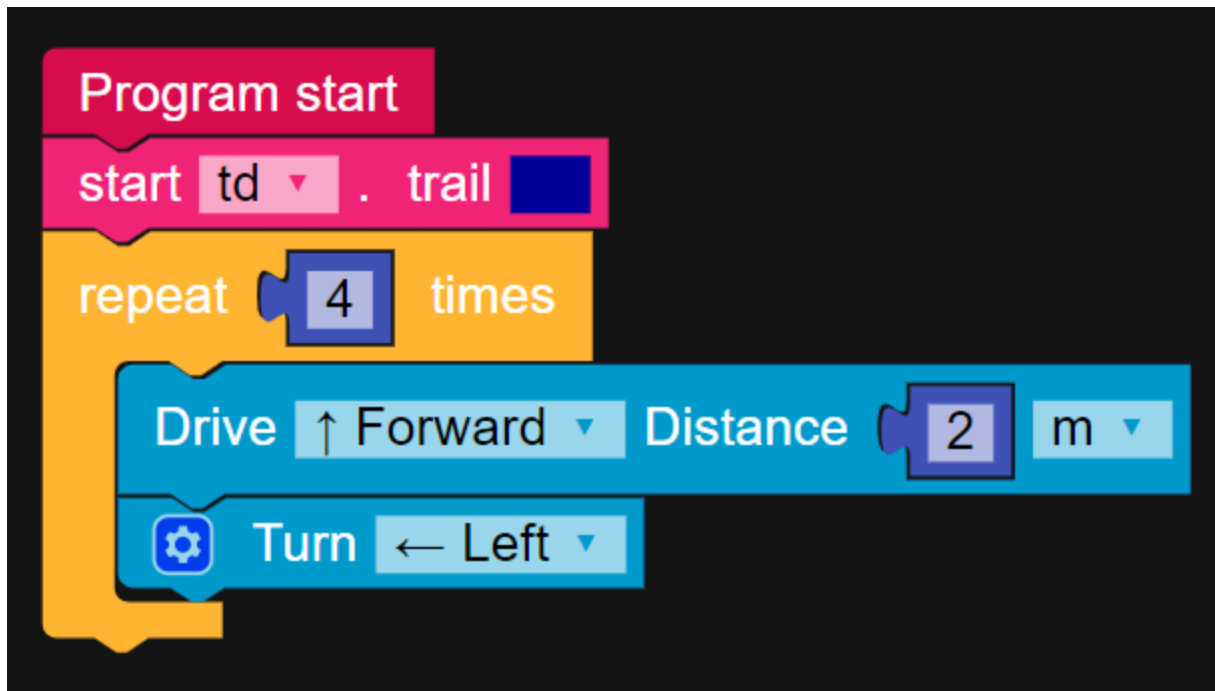 Program start
start td ▾ . trail
repeat 4 times
Drive ↑ Forward ▾ Distance 2 m ▾
Turn ← Left ▾